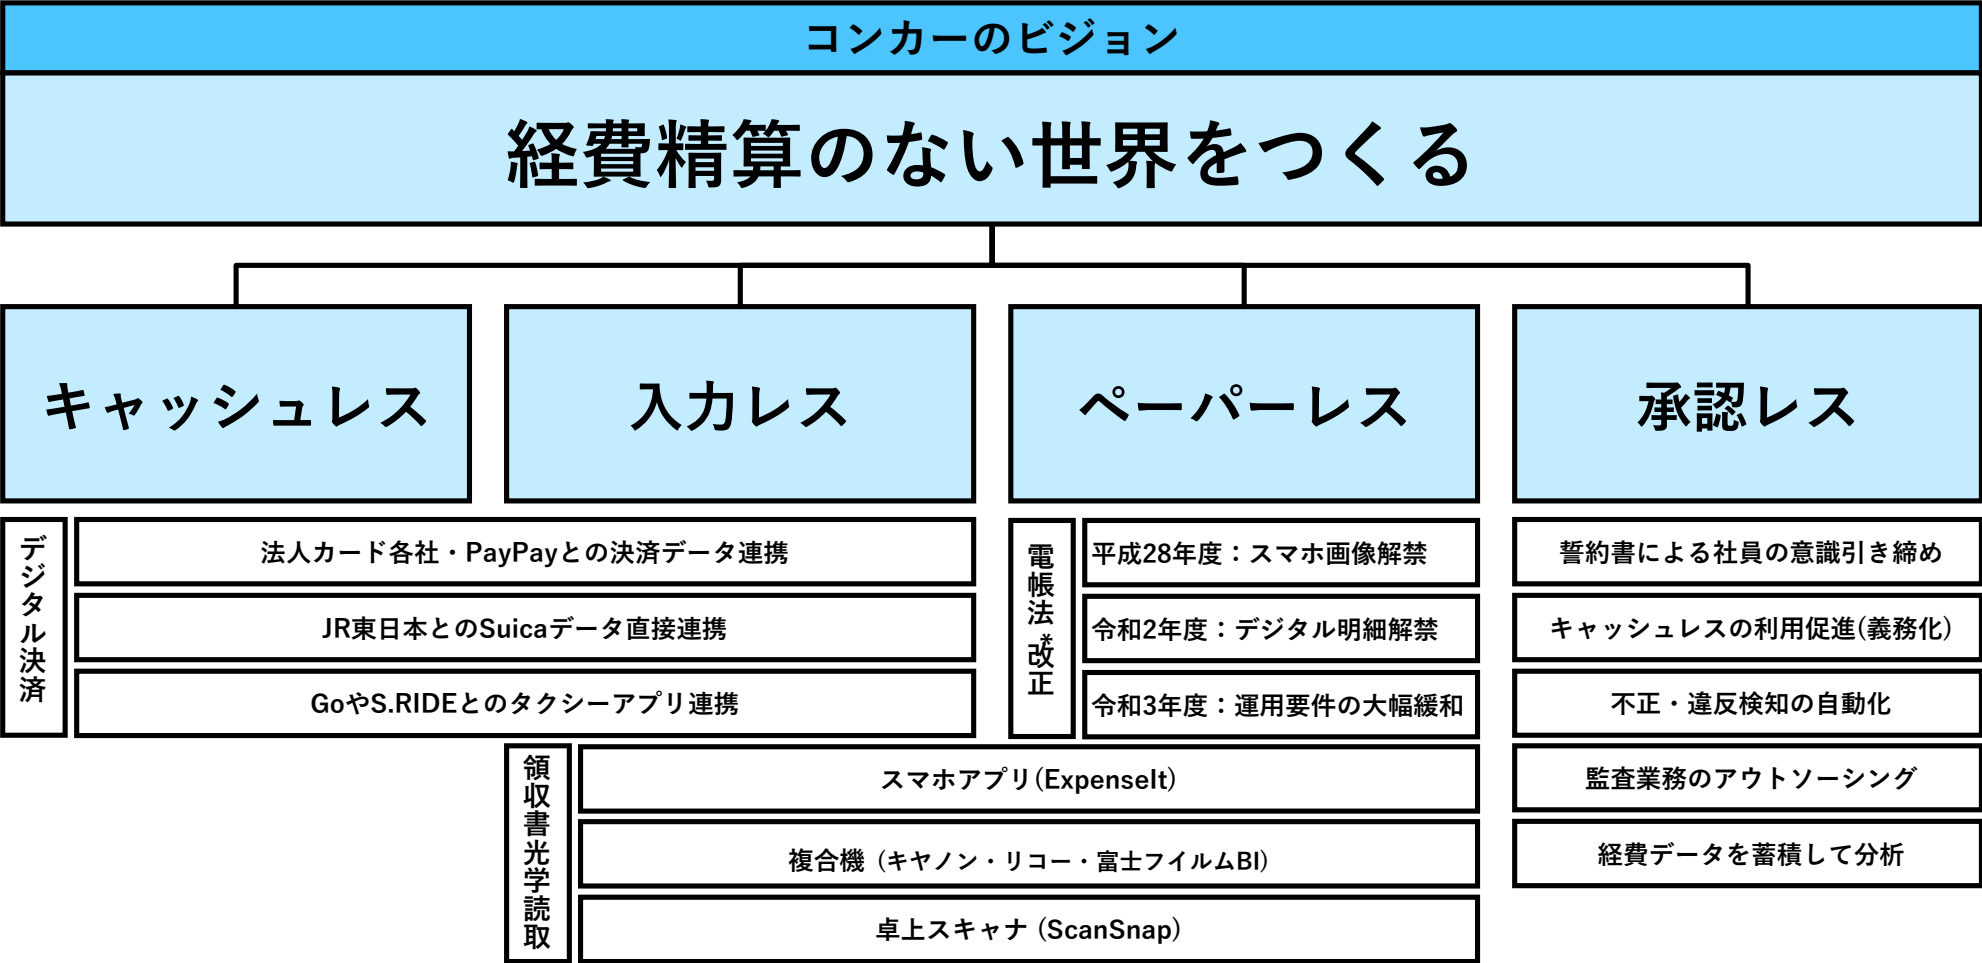 コンカーのビジョン
経費精算のない世界をつくる
キャッシュレス
入力レス
ペーパーレス
承認レス
デジタル決済
法人カード各社・PayPayとの決済データ連携
JR東日本とのSuicaデータ直接連携
GoやS.RIDEとのタクシーアプリ連携
電帳法*改正
平成28年度：スマホ画像解禁
令和2年度：デジタル明細解禁
令和3年度：運用要件の大幅緩和
領収書光学読取
スマホアプリ(ExpenseIt)
複合機 (キヤノン・リコー・富士フイルムBI)
卓上スキャナ (ScanSnap)
誓約書による社員の意識引き締め
キャッシュレスの利用促進(義務化)
不正・違反検知の自動化
監査業務のアウトソーシング
経費データを蓄積して分析